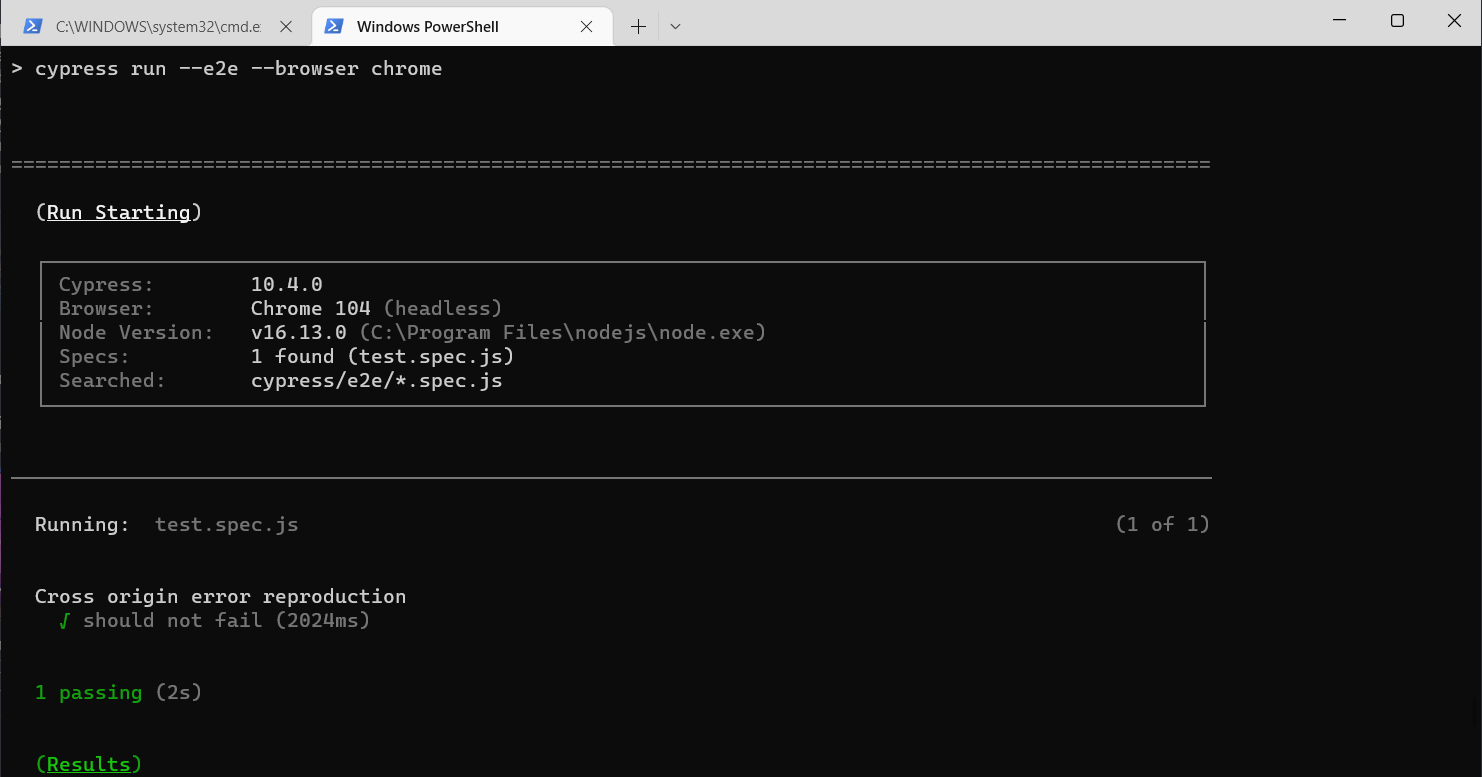 C:\WINDOWS\system32\cmd.e
Windows PowerShell
> cypress run --e2e --browser chrome
====================================================================================================
(Run Starting)
Cypress: 10.4.0
Browser: Chrome 104 (headless)
Node Version: v16.13.0 (C:\Program Files\nodejs\node.exe)
Specs: 1 found (test.spec.js)
Searched: cypress/e2e/*.spec.js
Running: test.spec.js (1 of 1)
Cross origin error reproduction
√ should not fail (2024ms)
1 passing (2s)
(Results)